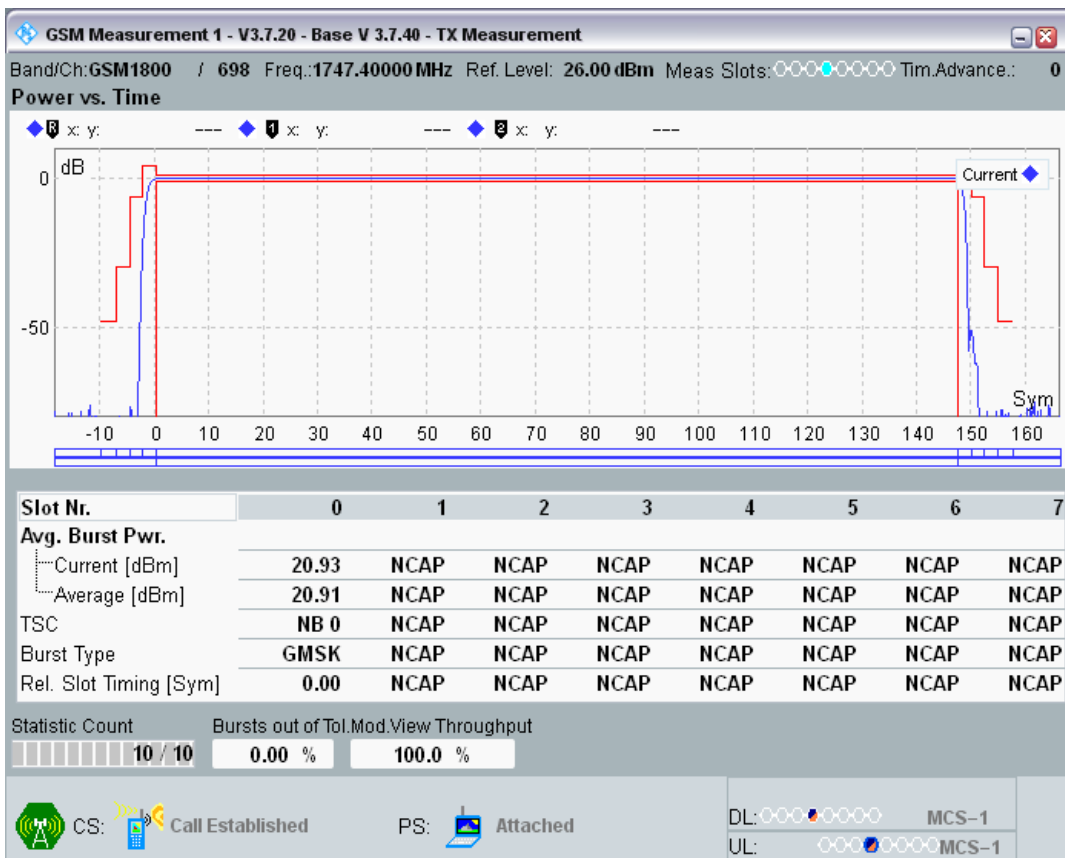 GSM Measurement 1 - V3.7.20 - Base V 3.7.40 - TX Measurement
Band/Ch:GSM1800 / 698 Freq.:1747.40000 MHz Ref. Level: 26.00 dBm Meas Slots: Tim.Advance.: 0
Power vs. Time
R x: y: --- 1 x: y: --- 2 x: y: ---
dB
Current
0
-50
Sym
-10 0 10 20 30 40 50 60 70 80 90 100 110 120 130 140 150 160
Slot Nr. 0 1 2 3 4 5 6 7
Avg. Burst Pwr.
Current [dBm] 20.93 NCAP NCAP NCAP NCAP NCAP NCAP NCAP
Average [dBm] 20.91 NCAP NCAP NCAP NCAP NCAP NCAP NCAP
TSC NB 0 NCAP NCAP NCAP NCAP NCAP NCAP NCAP
Burst Type GMSK NCAP NCAP NCAP NCAP NCAP NCAP NCAP
Rel. Slot Timing [Sym] 0.00 NCAP NCAP NCAP NCAP NCAP NCAP NCAP
Statistic Count Bursts out of Tol.Mod.View Throughput
10 / 10 0.00 % 100.0 %
CS: Call Established PS: Attached
DL: MCS-1
UL: MCS-1